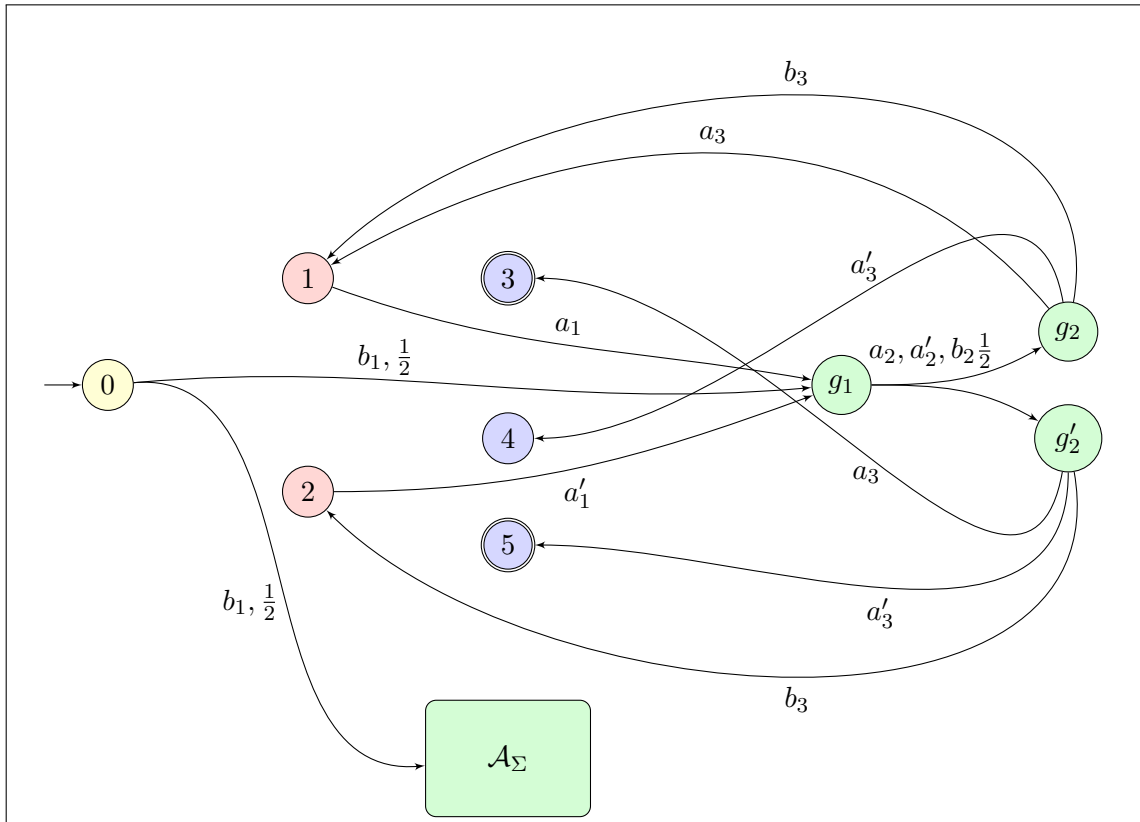 b₃
a₃
a′₃
1
3
a₁
g₂
a₂, a′₂, b₂ ½
b₁, ½
0
g₁
4
g′₂
a₃
2
a′₁
5
b₁, ½
a′₃
b₃
𝒜_Σ